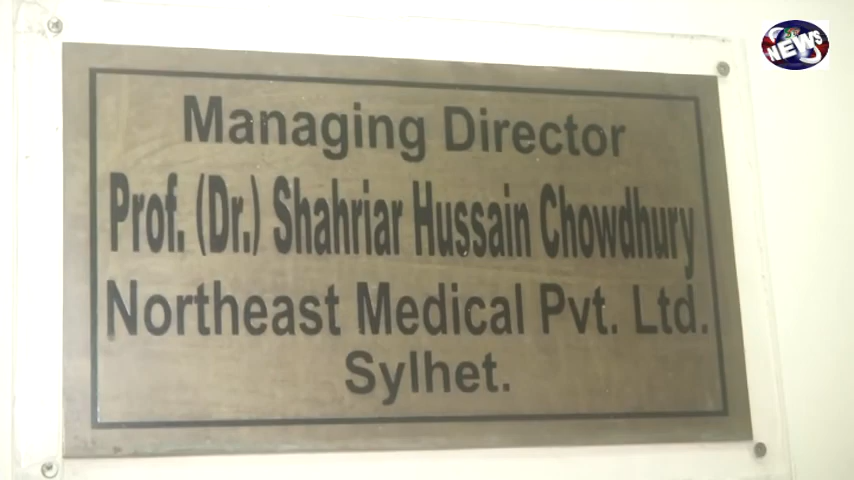 NEWS
Managing Director
Prof. (Dr.) Shahriar Hussain Chowdhury
Northeast Medical Pvt. Ltd.
Sylhet.